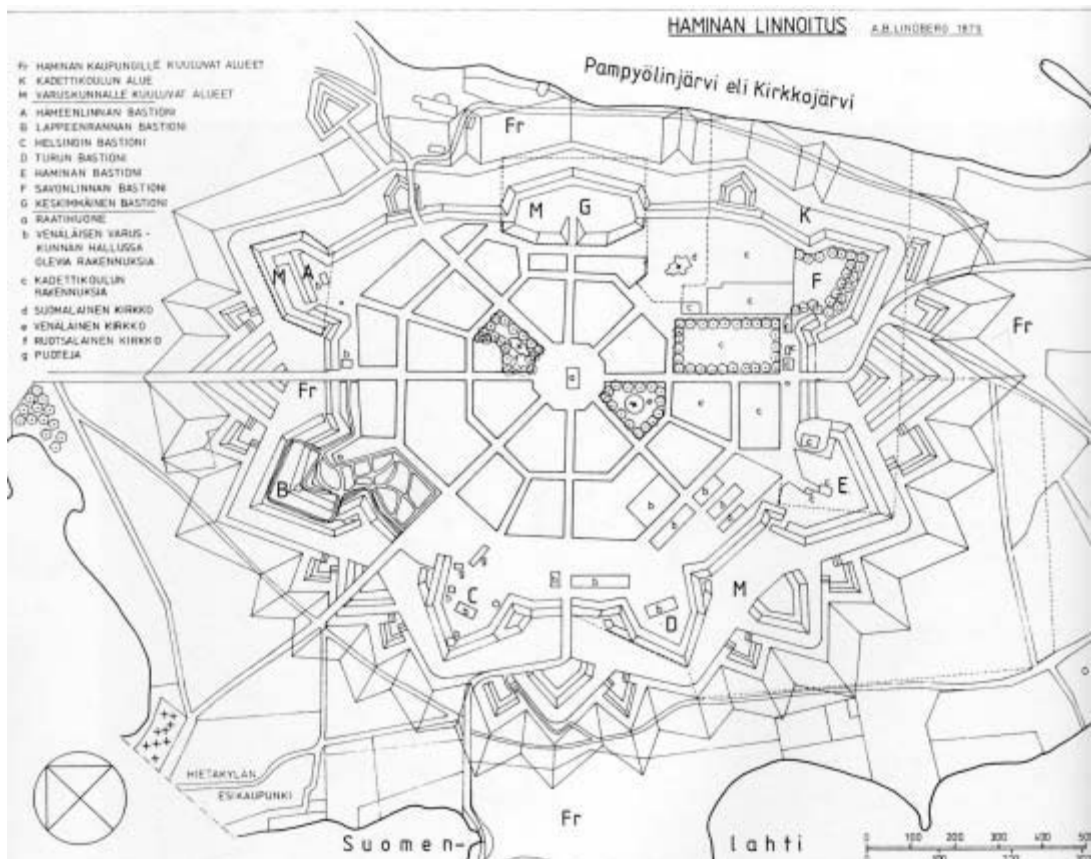 HAMINAN LINNOITUS A.B.LINDBERG 1875
Pampyölinjärvi eli Kirkkojärvi
Fr HAMINAN KAUPUNGILLE KUULUVAT ALUEET
K KADETTIKOULUN ALUE
M VARUSKUNNALLE KUULUVAT ALUEET
A HÄMEENLINNAN BASTIONI
B LAPPEENRANNAN BASTIONI
C HELSINGIN BASTIONI
D TURUN BASTIONI
E HAMINAN BASTIONI
F SAVONLINNAN BASTIONI
G KESKIMMÄINEN BASTIONI
a RAATIHUONE
b VENÄLÄISEN VARUS-
KUNNAN HALLUSSA
OLEVIA RAKENNUKSIA
c KADETTIKOULUN
RAKENNUKSIA
d SUOMALAINEN KIRKKO
e VENÄLÄINEN KIRKKO
f RUOTSALAINEN KIRKKO
g PUOTEJA
Fr
M G
K
M A
F
Fr
Fr
B
E
C
D
M
HIETAKYLÄN
ESIKAUPUNKI
Fr
Suomen-
lahti
0 100 200 300 400 500